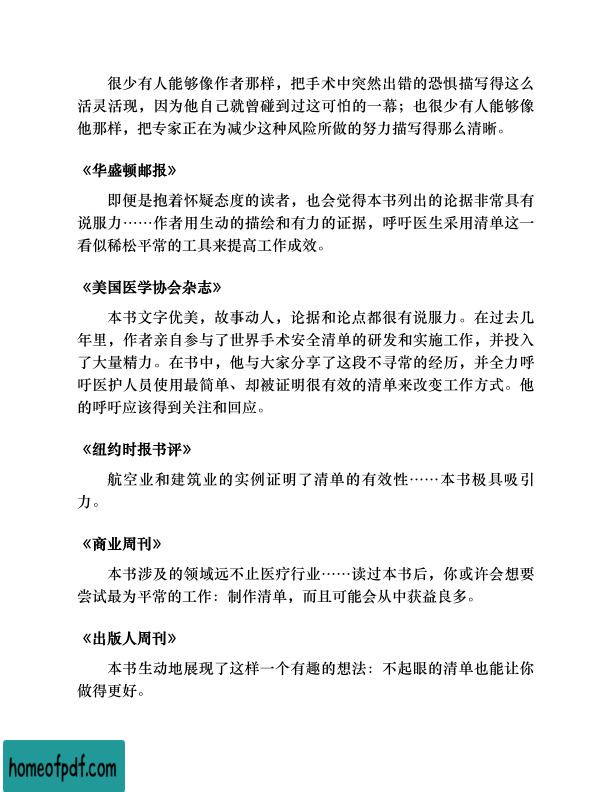 很少有人能够像作者那样，把手术中突然出错的恐惧描写得这么
活灵活现，因为他自己就曾碰到过这可怕的一幕；也很少有人能够像
他那样，把专家正在为减少这种风险所做的努力描写得那么清晰。
《华盛顿邮报》
即便是抱着怀疑态度的读者，也会觉得本书列出的论据非常具有
说服力……作者用生动的描绘和有力的证据，呼吁医生采用清单这一
看似稀松平常的工具来提高工作成效。
《美国医学协会杂志》
本书文字优美，故事动人，论据和论点都很有说服力。在过去几
年里，作者亲自参与了世界手术安全清单的研发和实施工作，并投入
了大量精力。在书中，他与大家分享了这段不寻常的经历，并全力呼
吁医护人员使用最简单、却被证明很有效的清单来改变工作方式。他
的呼吁应该得到关注和回应。
《纽约时报书评》
航空业和建筑业的实例证明了清单的有效性……本书极具吸引
力。
《商业周刊》
本书涉及的领域远不止医疗行业……读过本书后，你或许会想要
尝试最为平常的工作：制作清单，而且可能会从中获益良多。
《出版人周刊》
本书生动地展现了这样一个有趣的想法：不起眼的清单也能让你
做得更好。
homeofpdf.com